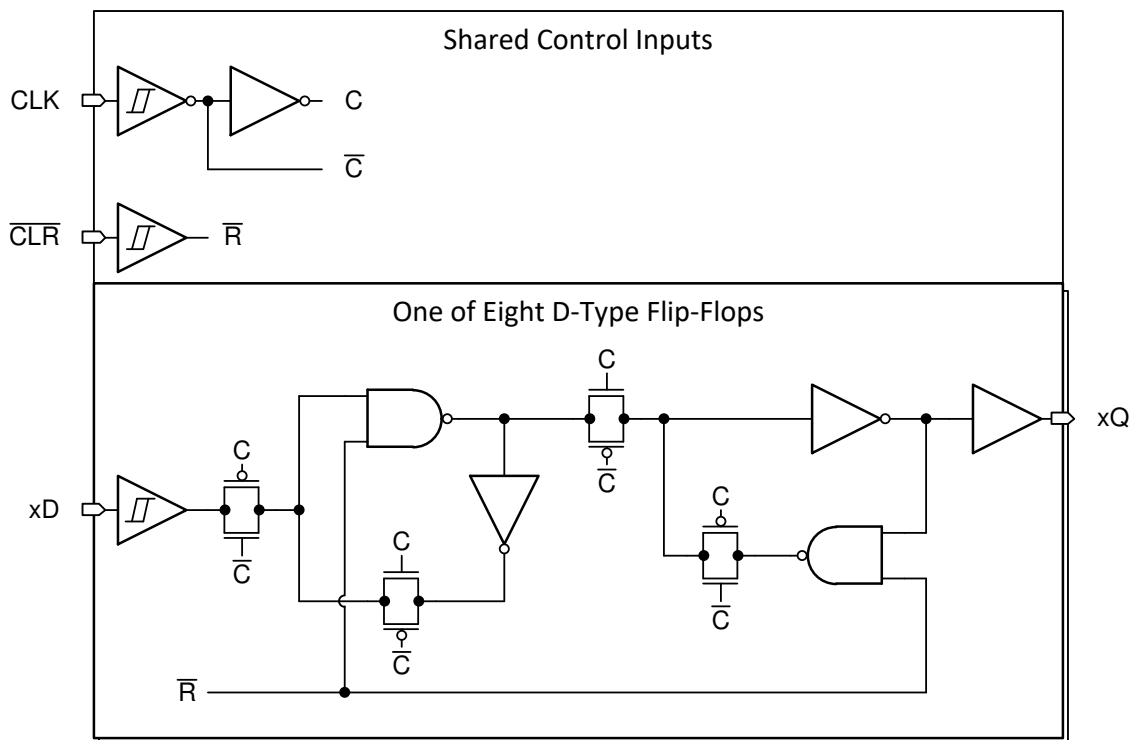 Shared Control Inputs
CLK
C
C̅
C̅L̅R̅
R̅
One of Eight D-Type Flip-Flops
C
C
xQ
C̅
C
xD
C
C̅
C̅
C̅
R̅